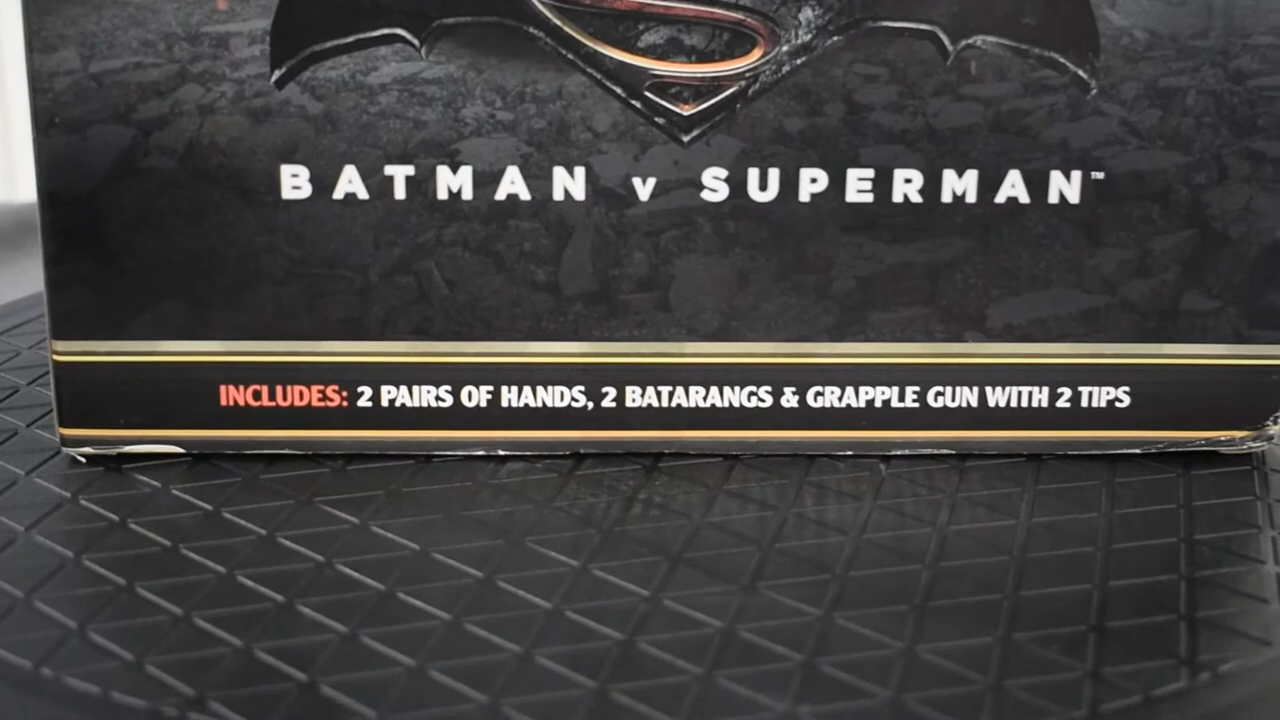 BATMAN v SUPERMAN™
INCLUDES: 2 PAIRS OF HANDS, 2 BATARANGS & GRAPPLE GUN WITH 2 TIPS